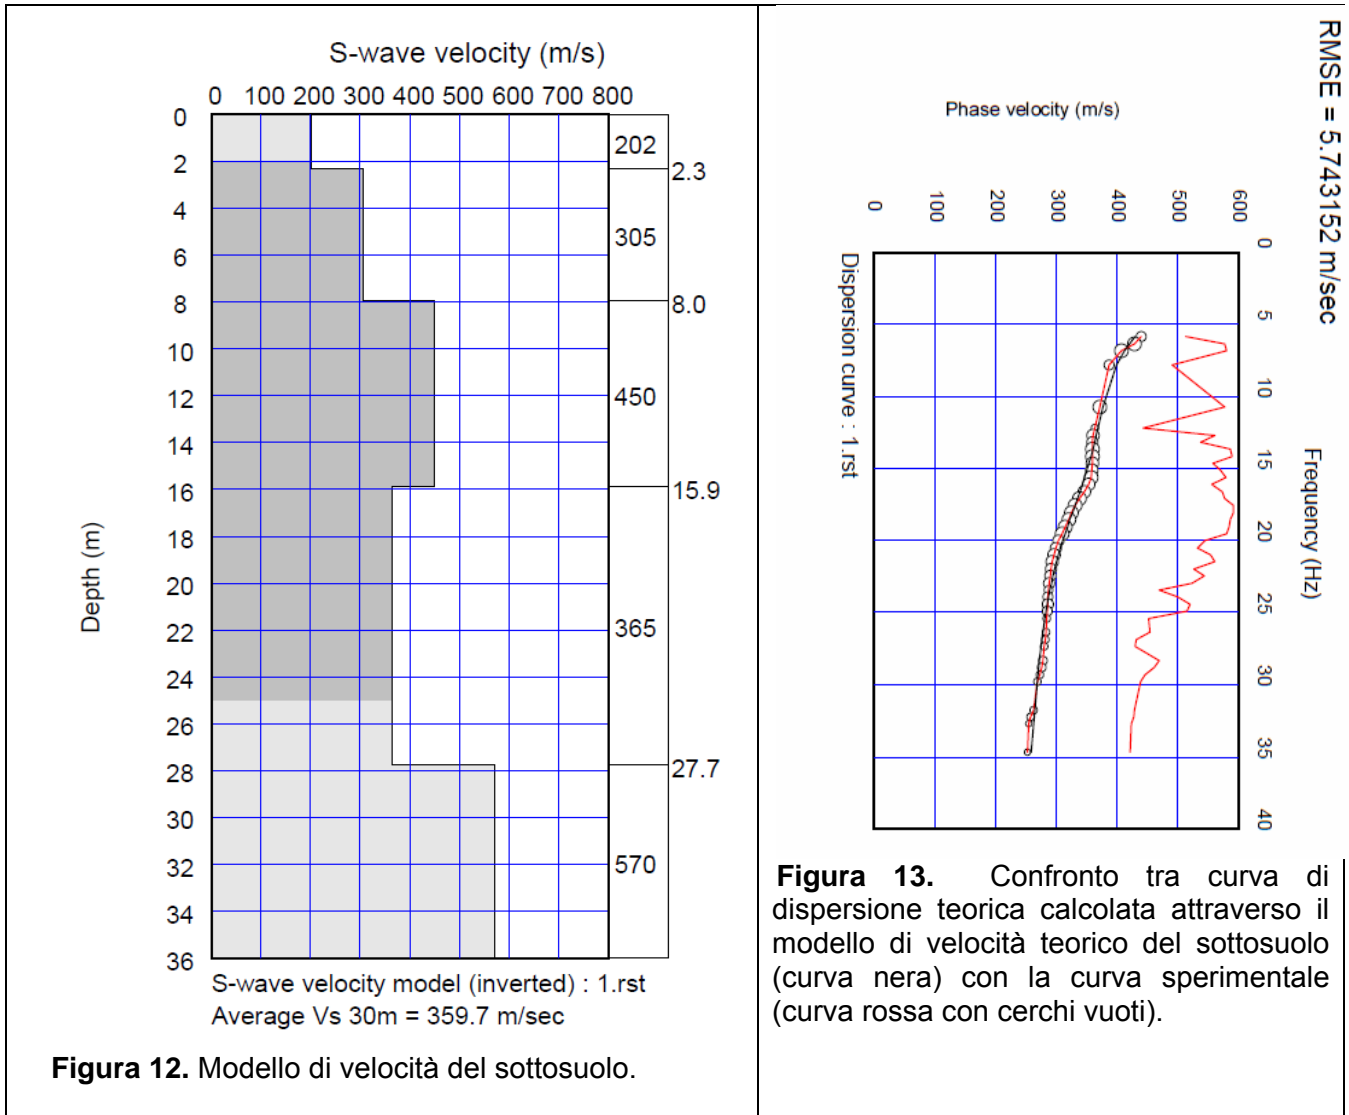 S-wave velocity (m/s)
0 100 200 300 400 500 600 700 800
0
2
4
6
8
10
12
14
16
18
20
22
24
26
28
30
32
34
36
Depth (m)
202
2.3
305
8.0
450
15.9
365
27.7
570
S-wave velocity model (inverted) : 1.rst
Average Vs 30m = 359.7 m/sec
Figura 12. Modello di velocità del sottosuolo.
RMSE = 5.743152 m/sec
Phase velocity (m/s)
0 100 200 300 400 500 600
0
5
10
15
20
25
30
35
40
Frequency (Hz)
Dispersion curve : 1.rst
Figura 13. Confronto tra curva di
dispersione teorica calcolata attraverso il
modello di velocità teorico del sottosuolo
(curva nera) con la curva sperimentale
(curva rossa con cerchi vuoti).